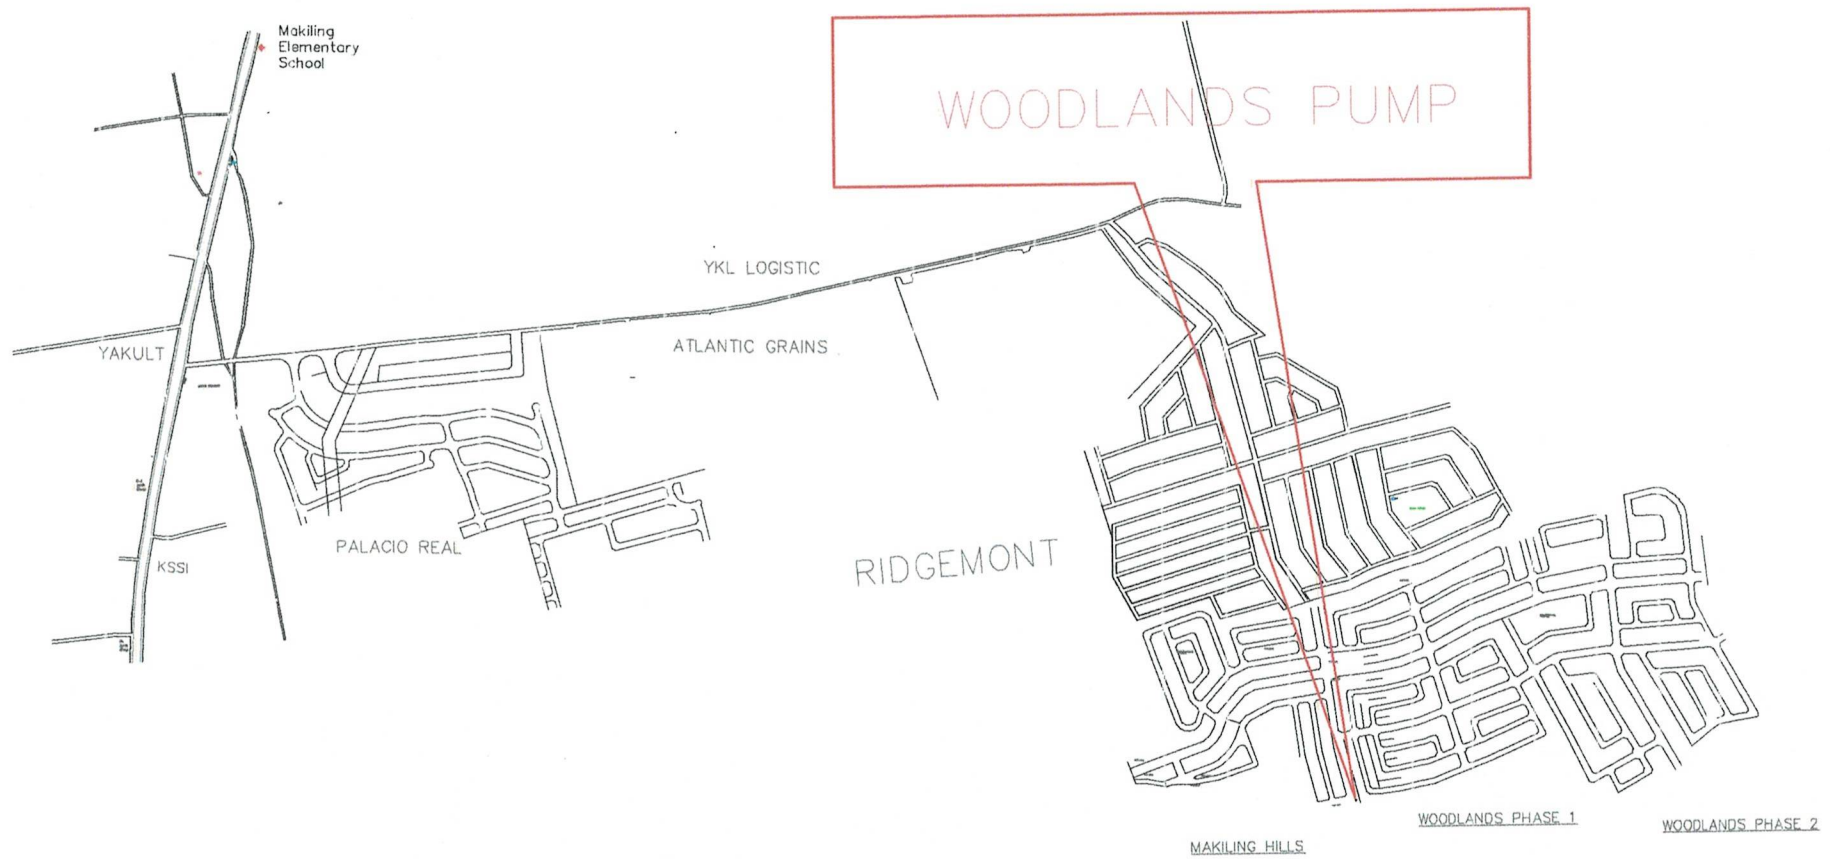 Makiling
Elementary
School
WOODLANDS PUMP
YKL LOGISTIC
YAKULT
ATLANTIC GRAINS
PALACIO REAL
RIDGEMONT
KSSI
WOODLANDS PHASE 1
WOODLANDS PHASE 2
MAKILING HILLS